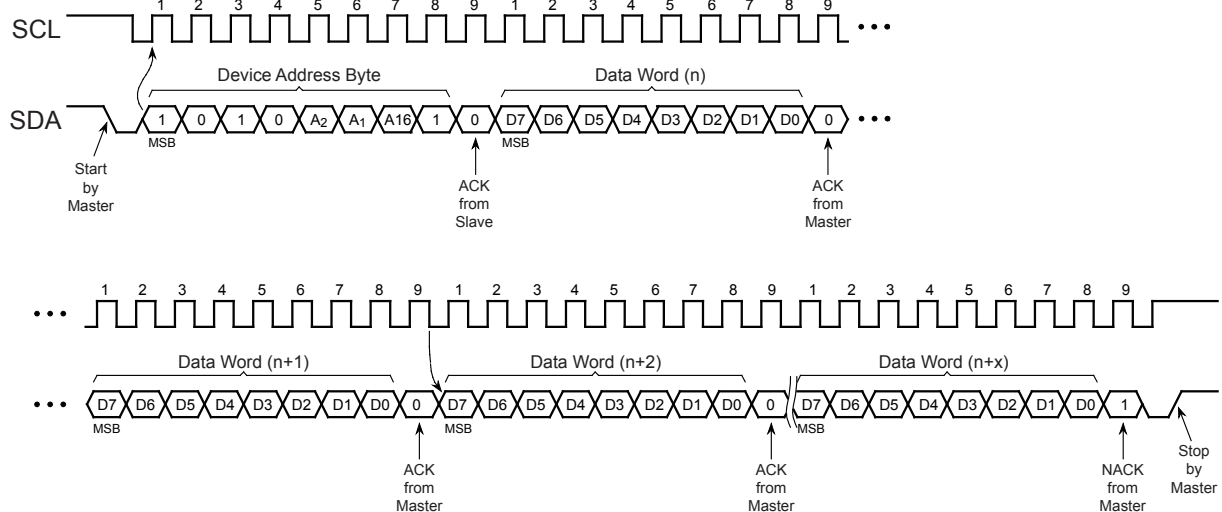 1 2 3 4 5 6 7 8 9 1 2 3 4 5 6 7 8 9
SCL
Device Address Byte Data Word (n)
SDA 1 0 1 0 A2 A1 A16 1 0 D7 D6 D5 D4 D3 D2 D1 D0 0
MSB MSB
Start
by
Master
ACK
from
Slave
ACK
from
Master
1 2 3 4 5 6 7 8 9 1 2 3 4 5 6 7 8 9 1 2 3 4 5 6 7 8 9
Data Word (n+1) Data Word (n+2) Data Word (n+x)
D7 D6 D5 D4 D3 D2 D1 D0 0 D7 D6 D5 D4 D3 D2 D1 D0 0 D7 D6 D5 D4 D3 D2 D1 D0 1
MSB MSB MSB
ACK
from
Master
ACK
from
Master
NACK
from
Master
Stop
by
Master